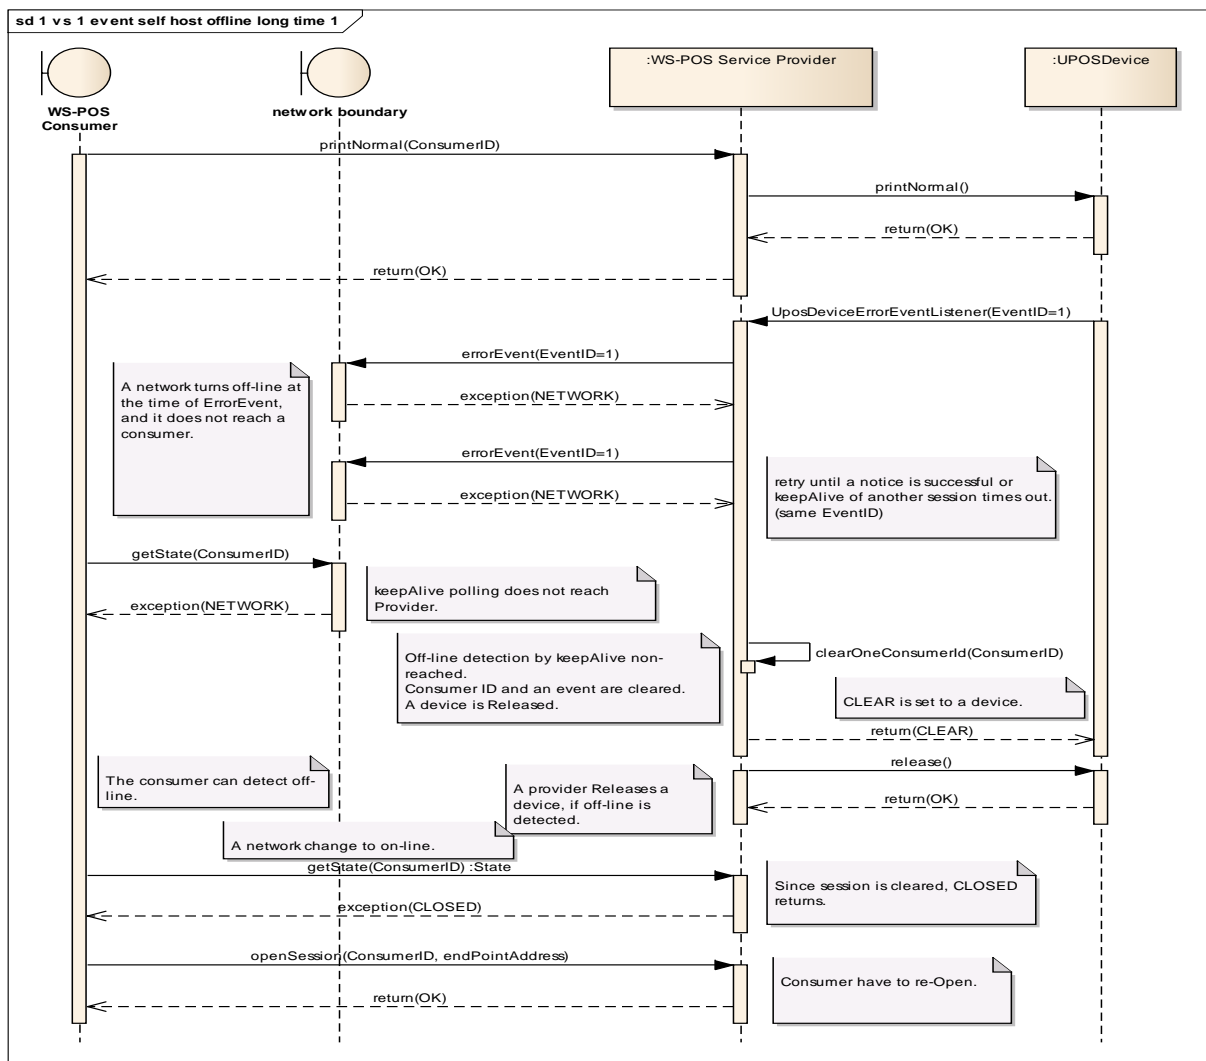 sd 1 vs 1 event self host offline long time 1
WS-POS
Consumer
network boundary
:WS-POS Service Provider
:UPOSDevice
printNormal(ConsumerID)
printNormal()
return(OK)
return(OK)
UposDeviceErrorEventListener(EventID=1)
errorEvent(EventID=1)
A network turns off-line at
the time of ErrorEvent,
and it does not reach a
consumer.
exception(NETWORK)
errorEvent(EventID=1)
exception(NETWORK)
retry until a notice is successful or
keepAlive of another session times out.
(same EventID)
getState(ConsumerID)
exception(NETWORK)
keepAlive polling does not reach
Provider.
clearOneConsumerId(ConsumerID)
Off-line detection by keepAlive non-
reached.
Consumer ID and an event are cleared.
A device is Released.
CLEAR is set to a device.
return(CLEAR)
release()
The consumer can detect off-
line.
A provider Releases a
device, if off-line is
detected.
return(OK)
A network change to on-line.
getState(ConsumerID) :State
Since session is cleared, CLOSED
returns.
exception(CLOSED)
openSession(ConsumerID, endPointAddress)
Consumer have to re-Open.
return(OK)